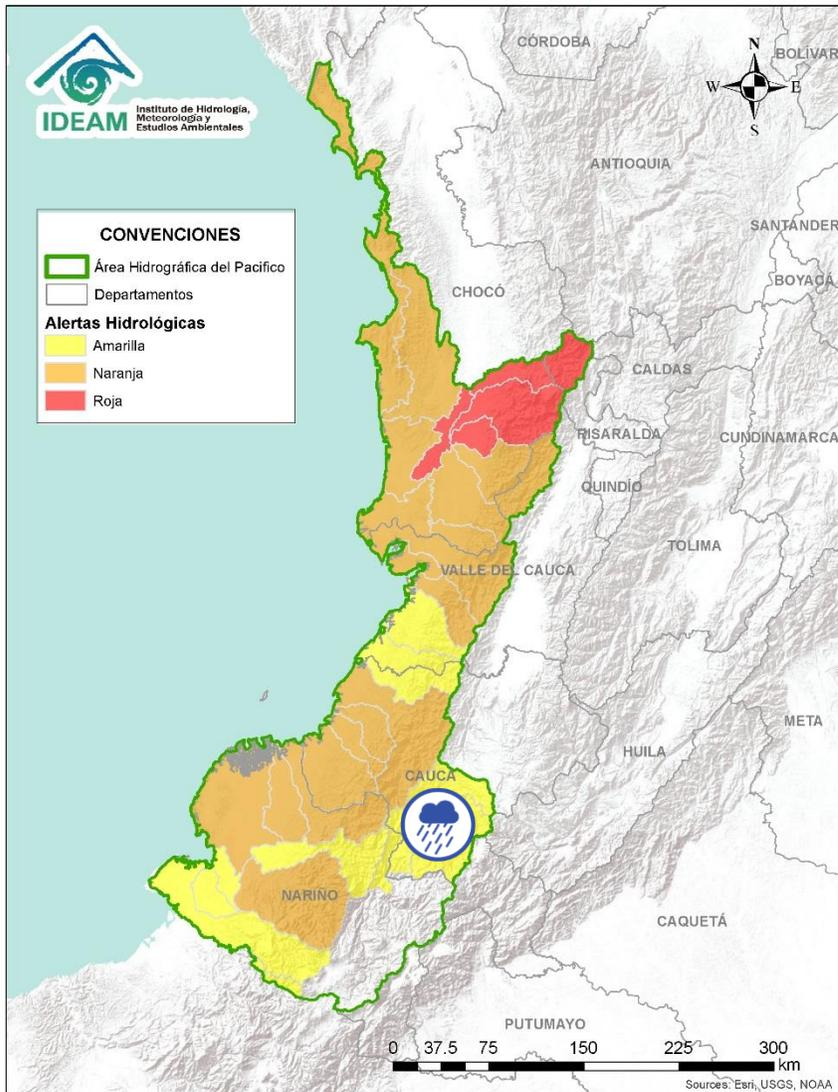 IDEAM
Instituto de Hidrología,
Meteorología y
Estudios Ambientales
N
W
E
S
CÓRDOBA
BOLÍVAR
ANTIOQUIA
SANTANDER
BOYACÁ
CHOCÓ
CALDAS
RISARALDA
CUNDINAMARCA
QUINDÍO
TOLIMA
VALLE DEL CAUCA
META
HUILA
CAUCA
NARIÑO
CAQUETÁ
PUTUMAYO
CONVENCIONES
Área Hidrográfica del Pacifico
Departamentos
Alertas Hidrológicas
Amarilla
Naranja
Roja
0 37.5 75 150 225 300
km
Sources: Esri, USGS, NOAA